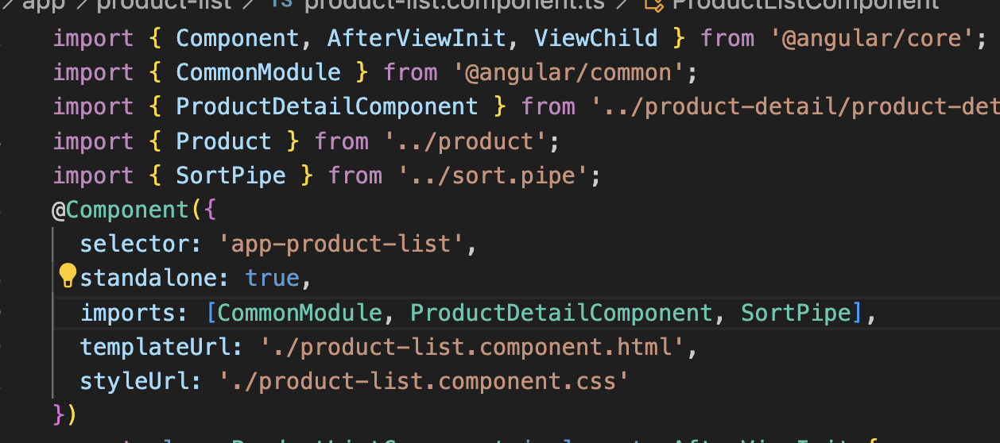 app > product-list > TS product-list.component.ts > ProductListComponent
import { Component, AfterViewInit, ViewChild } from '@angular/core';
import { CommonModule } from '@angular/common';
import { ProductDetailComponent } from '../product-detail/product-det
import { Product } from '../product';
import { SortPipe } from '../sort.pipe';
@Component({
selector: 'app-product-list',
standalone: true,
imports: [CommonModule, ProductDetailComponent, SortPipe],
templateUrl: './product-list.component.html',
styleUrl: './product-list.component.css'
})